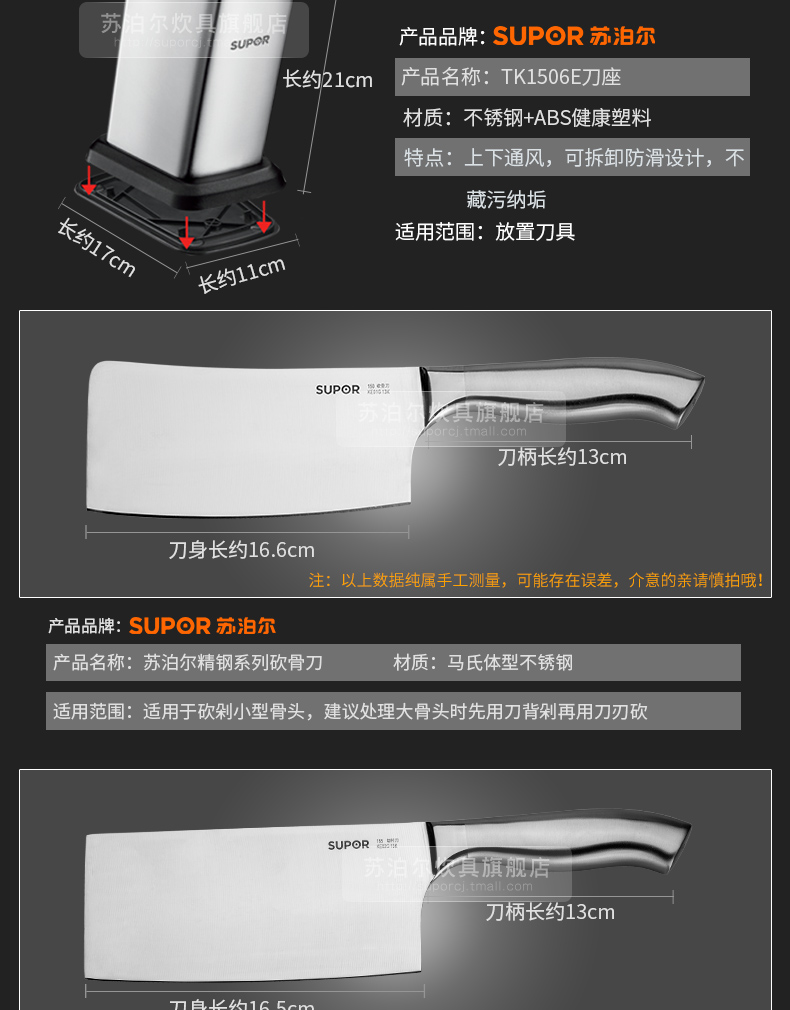 苏泊尔炊具旗舰店
SUPOR
长约21cm
长约17cm
长约11cm
产品品牌：SUPOR 苏泊尔
产品名称：TK1506E刀座
材质：不锈钢+ABS健康塑料
特点：上下通风，可拆卸防滑设计，不
藏污纳垢
适用范围：放置刀具
SUPOR
苏泊尔炊具旗舰店
刀柄长约13cm
刀身长约16.6cm
注：以上数据纯属手工测量，可能存在误差，介意的亲请慎拍哦！
产品品牌：SUPOR 苏泊尔
产品名称：苏泊尔精钢系列砍骨刀 材质：马氏体型不锈钢
适用范围：适用于砍剁小型骨头，建议处理大骨头时先用刀背剁再用刀刃砍
SUPOR
苏泊尔炊具旗舰店
刀柄长约13cm
刀身长约16.5cm